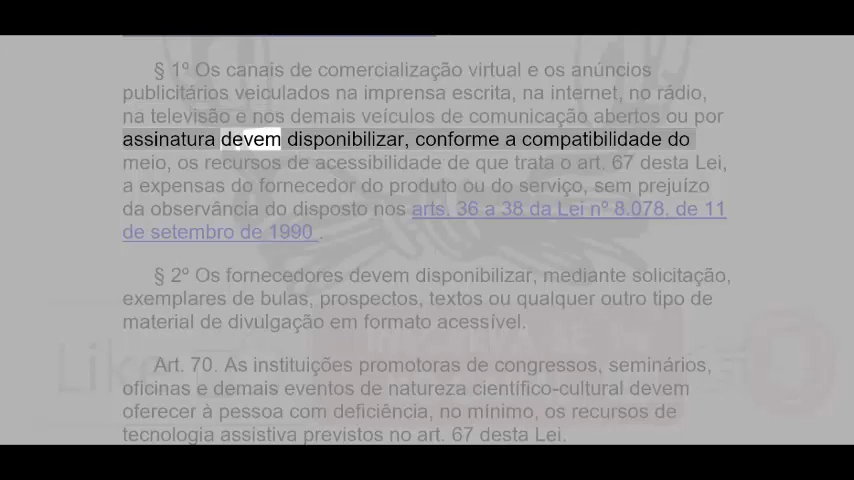 § 1º Os canais de comercialização virtual e os anúncios
publicitários veiculados na imprensa escrita, na internet, no rádio,
na televisão e nos demais veículos de comunicação abertos ou por
assinatura devem disponibilizar, conforme a compatibilidade do
meio, os recursos de acessibilidade de que trata o art. 67 desta Lei,
a expensas do fornecedor do produto ou do serviço, sem prejuízo
da observância do disposto nos arts. 36 a 38 da Lei nº 8.078, de 11
de setembro de 1990 .
§ 2º Os fornecedores devem disponibilizar, mediante solicitação,
exemplares de bulas, prospectos, textos ou qualquer outro tipo de
material de divulgação em formato acessível.
Art. 70. As instituições promotoras de congressos, seminários,
oficinas e demais eventos de natureza científico-cultural devem
oferecer à pessoa com deficiência, no mínimo, os recursos de
tecnologia assistiva previstos no art. 67 desta Lei.